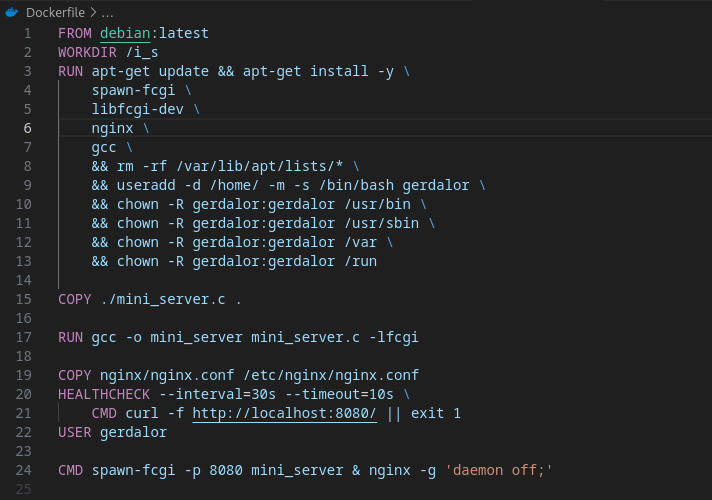 Dockerfile > ...
1 FROM debian:latest
2 WORKDIR /i_s
3 RUN apt-get update && apt-get install -y \
4     spawn-fcgi \
5     libfcgi-dev \
6     nginx \
7     gcc \
8     && rm -rf /var/lib/apt/lists/* \
9     && useradd -d /home/ -m -s /bin/bash gerdalor \
10     && chown -R gerdalor:gerdalor /usr/bin \
11     && chown -R gerdalor:gerdalor /usr/sbin \
12     && chown -R gerdalor:gerdalor /var \
13     && chown -R gerdalor:gerdalor /run
14
15 COPY ./mini_server.c .
16
17 RUN gcc -o mini_server mini_server.c -lfcgi
18
19 COPY nginx/nginx.conf /etc/nginx/nginx.conf
20 HEALTHCHECK --interval=30s --timeout=10s \
21     CMD curl -f http://localhost:8080/ || exit 1
22 USER gerdalor
23
24 CMD spawn-fcgi -p 8080 mini_server & nginx -g 'daemon off;'
25